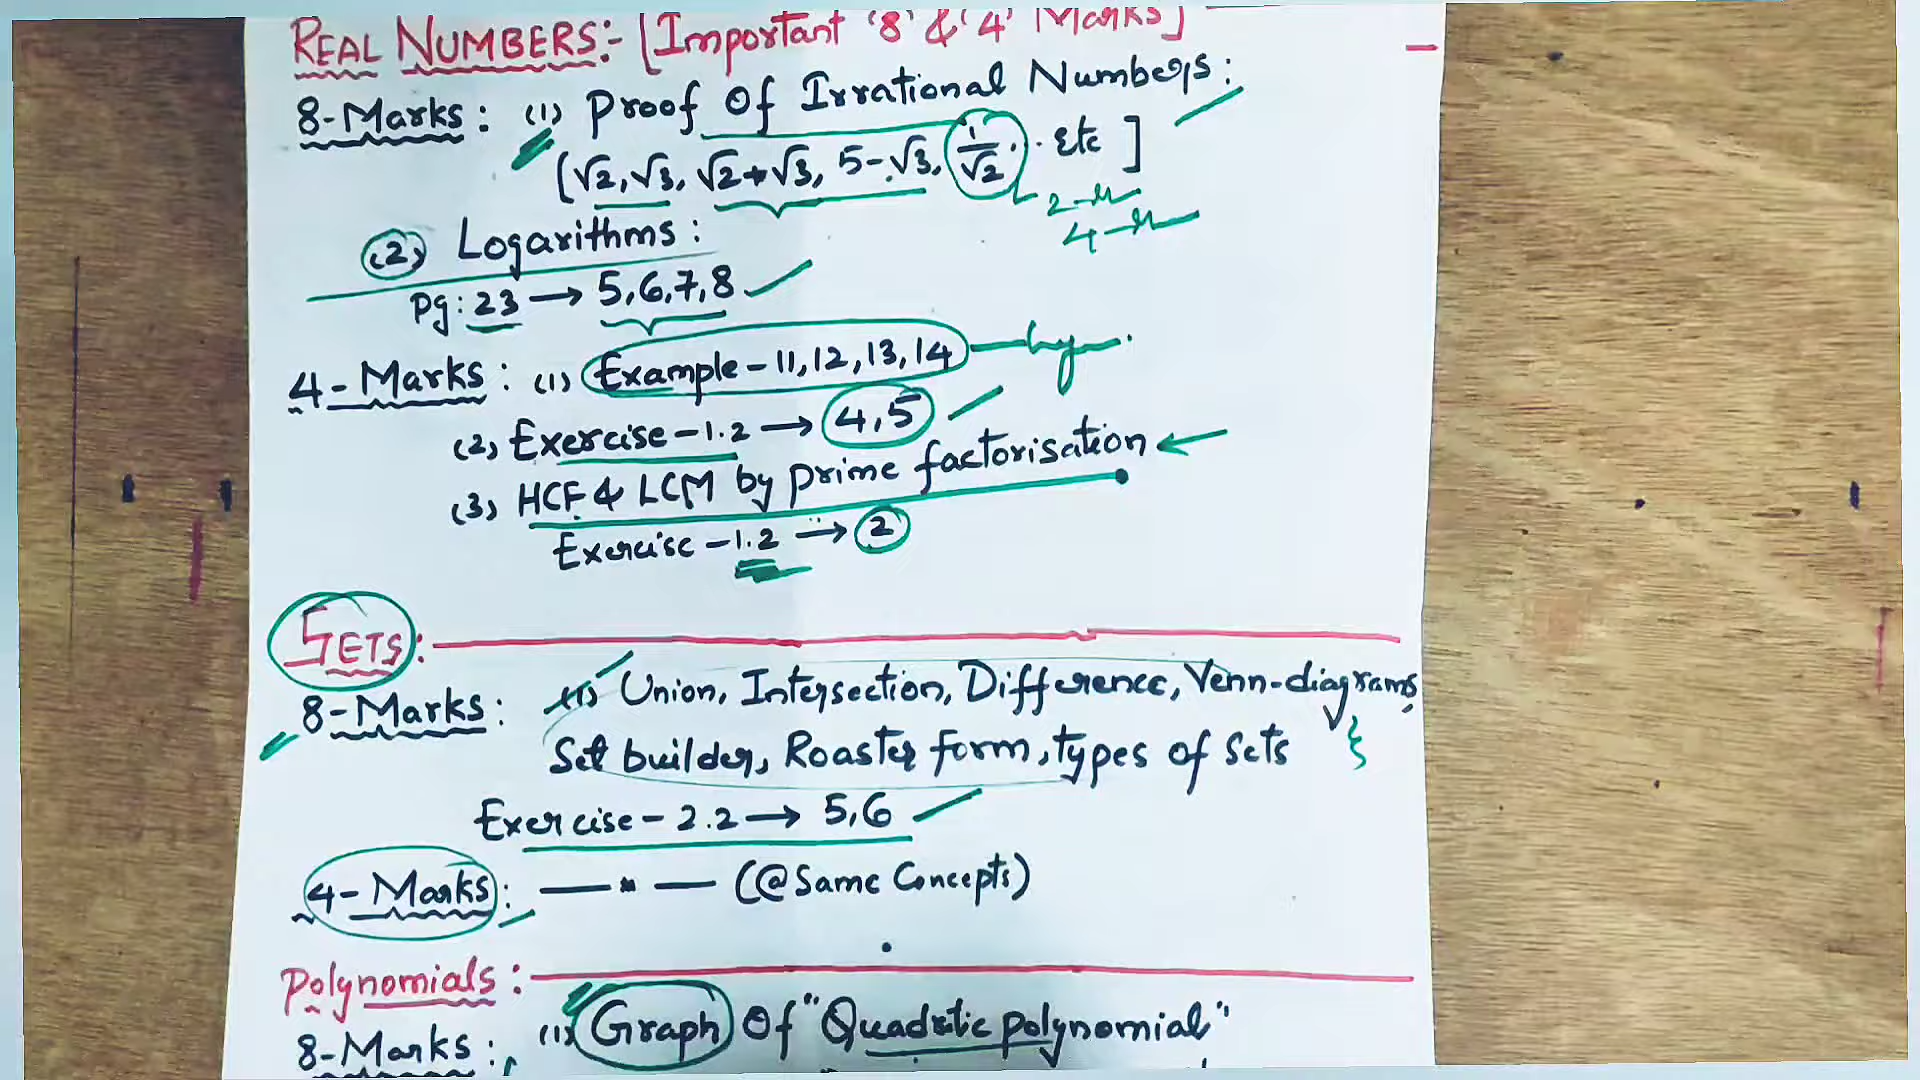 REAL NUMBERS:- [Important '8' & '4' Marks]
8-Marks: (1) Proof Of Irrational Numbers:
[√2, √3, √2+√3, 5-√3, 1/√2 .. Etc]
2-M
4-M
(2) Logarithms:
Pg: 23 → 5,6,7,8
4-Marks: (1) Example-11,12,13,14
(2) Exercise-1.2 → 4,5
(3) HCF & LCM by prime factorisation
Exercise-1.2 → 2
SETS:
8-Marks: (1) Union, Intersection, Difference, Venn-diagrams,
Set builder, Roaster form, types of Sets
Exercise-2.2 → 5,6
4-Marks: —"— (@Same Concepts)
Polynomials:
8-Marks: (1) Graph Of "Quadratic polynomial"